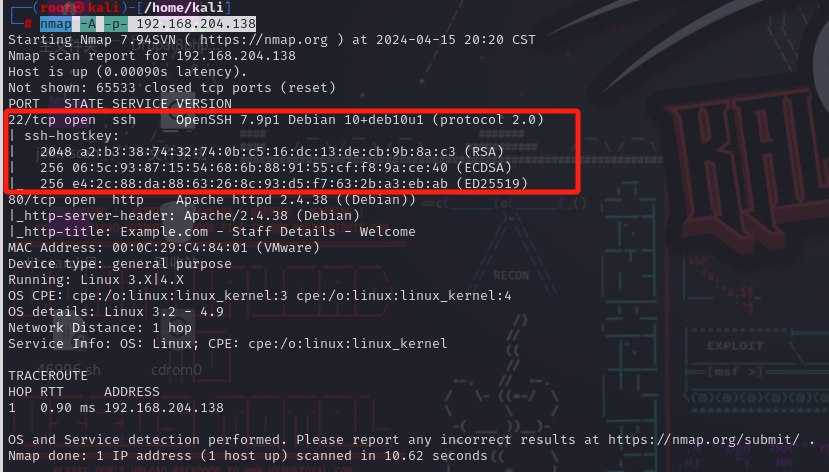 ┌──(root㉿kali)-[/home/kali]
└─# nmap -A -p- 192.168.204.138
Starting Nmap 7.94SVN ( https://nmap.org ) at 2024-04-15 20:20 CST
Nmap scan report for 192.168.204.138
Host is up (0.00090s latency).
Not shown: 65533 closed tcp ports (reset)
PORT   STATE SERVICE VERSION
22/tcp open  ssh     OpenSSH 7.9p1 Debian 10+deb10u1 (protocol 2.0)
| ssh-hostkey:
|   2048 a2:b3:38:74:32:74:0b:c5:16:dc:13:de:cb:9b:8a:c3 (RSA)
|   256 06:5c:93:87:15:54:68:6b:88:91:55:cf:f8:9a:ce:40 (ECDSA)
|_  256 e4:2c:88:da:88:63:26:8c:93:d5:f7:63:2b:a3:eb:ab (ED25519)
80/tcp open  http    Apache httpd 2.4.38 ((Debian))
|_http-server-header: Apache/2.4.38 (Debian)
|_http-title: Example.com - Staff Details - Welcome
MAC Address: 00:0C:29:C4:84:01 (VMware)
Device type: general purpose
Running: Linux 3.X|4.X
OS CPE: cpe:/o:linux:linux_kernel:3 cpe:/o:linux:linux_kernel:4
OS details: Linux 3.2 - 4.9
Network Distance: 1 hop
Service Info: OS: Linux; CPE: cpe:/o:linux:linux_kernel
TRACEROUTE
HOP RTT     ADDRESS
1   0.90 ms 192.168.204.138
OS and Service detection performed. Please report any incorrect results at https://nmap.org/submit/ .
Nmap done: 1 IP address (1 host up) scanned in 10.62 seconds
RECON
EXPLOIT
[msf >]
46996.sh
cdrom0